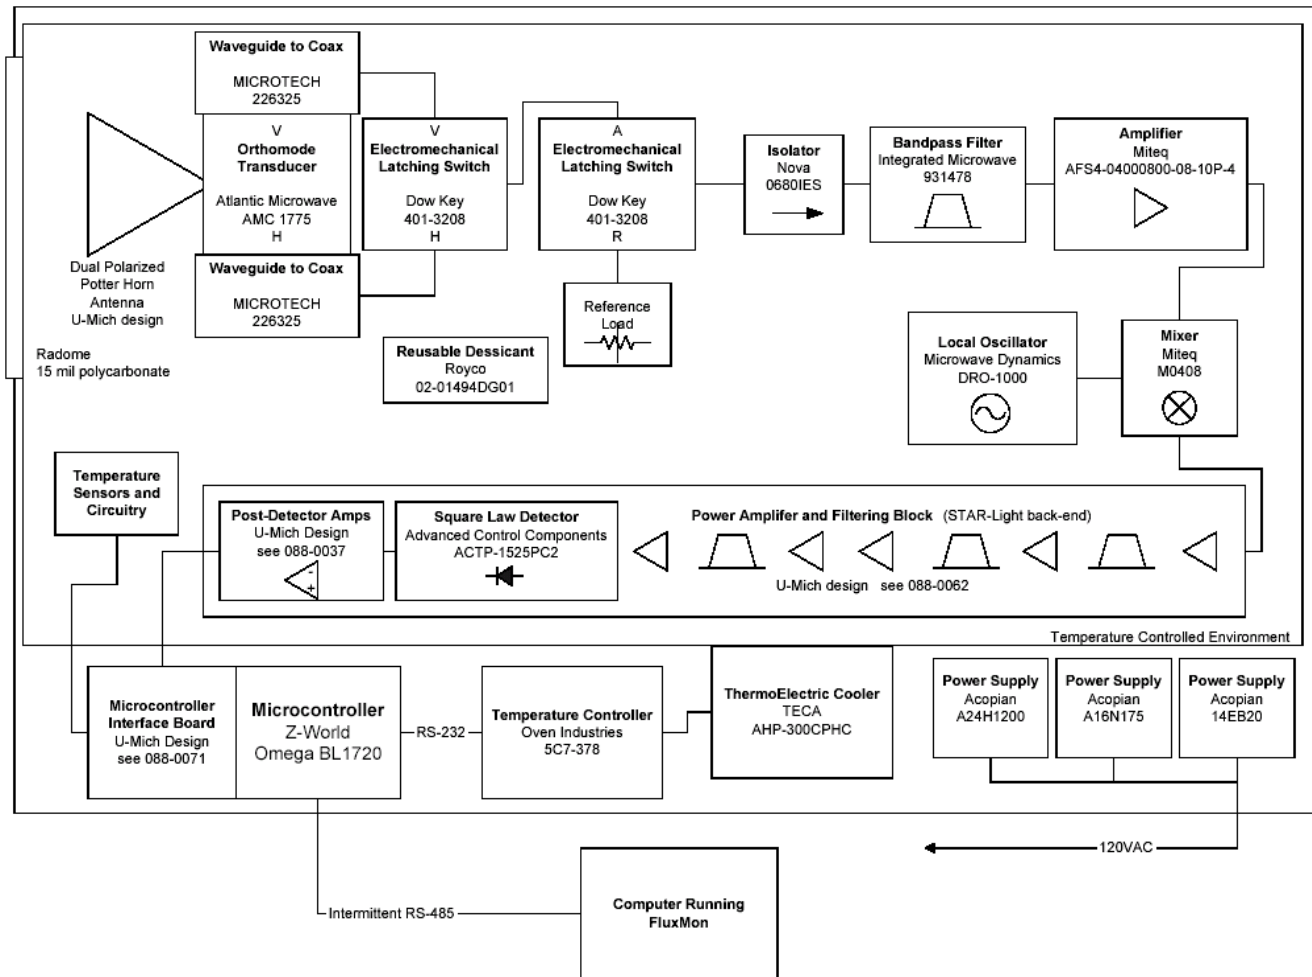 Waveguide to Coax
MICROTECH
226325
V
Orthomode
Transducer
Atlantic Microwave
AMC 1775
H
Waveguide to Coax
MICROTECH
226325
Dual Polarized
Potter Horn
Antenna
U-Mich design
Radome
15 mil polycarbonate
V
Electromechanical
Latching Switch
Dow Key
401-3208
H
A
Electromechanical
Latching Switch
Dow Key
401-3208
R
Reference
Load
Reusable Dessicant
Royco
02-01494DG01
Isolator
Nova
0680IES
Bandpass Filter
Integrated Microwave
931478
Amplifier
Miteq
AFS4-04000800-08-10P-4
Local Oscillator
Microwave Dynamics
DRO-1000
Mixer
Miteq
M0408
Temperature
Sensors and
Circuitry
Post-Detector Amps
U-Mich Design
see 088-0037
-
+
Square Law Detector
Advanced Control Components
ACTP-1525PC2
Power Amplifer and Filtering Block (STAR-Light back-end)
U-Mich design see 088-0062
Temperature Controlled Environment
Microcontroller
Interface Board
U-Mich Design
see 088-0071
Microcontroller
Z-World
Omega BL1720
RS-232
Temperature Controller
Oven Industries
5C7-378
ThermoElectric Cooler
TECA
AHP-300CPHC
Power Supply
Acopian
A24H1200
Power Supply
Acopian
A16N175
Power Supply
Acopian
14EB20
120VAC
Intermittent RS-485
Computer Running
FluxMon